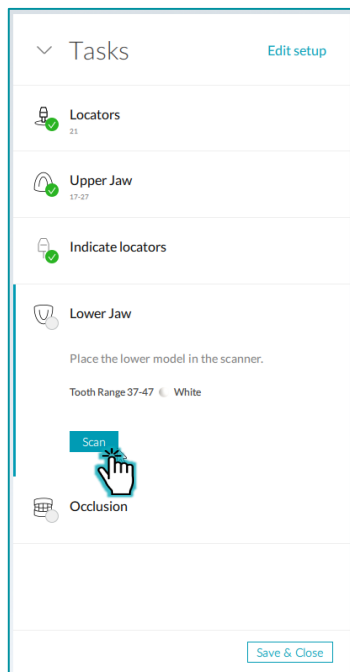 Tasks Edit setup
Locators
21
Upper Jaw
17-27
Indicate locators
Lower Jaw
Place the lower model in the scanner.
Tooth Range 37-47 White
Scan
Occlusion
Save & Close